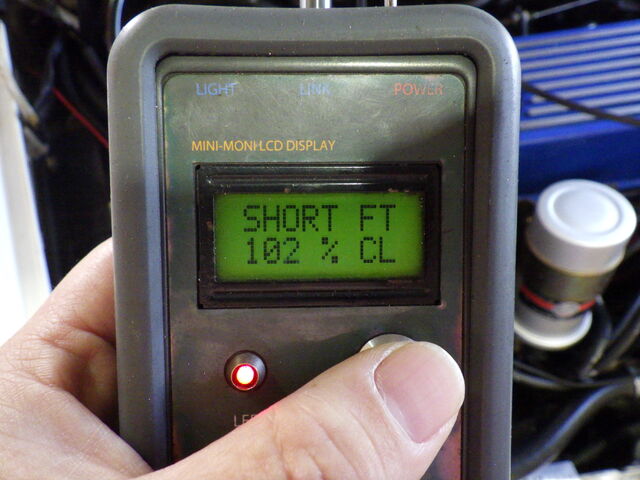 LIGHT LINK POWER
MINI-MONI-LCD DISPLAY
SHORT FT
102 % CL